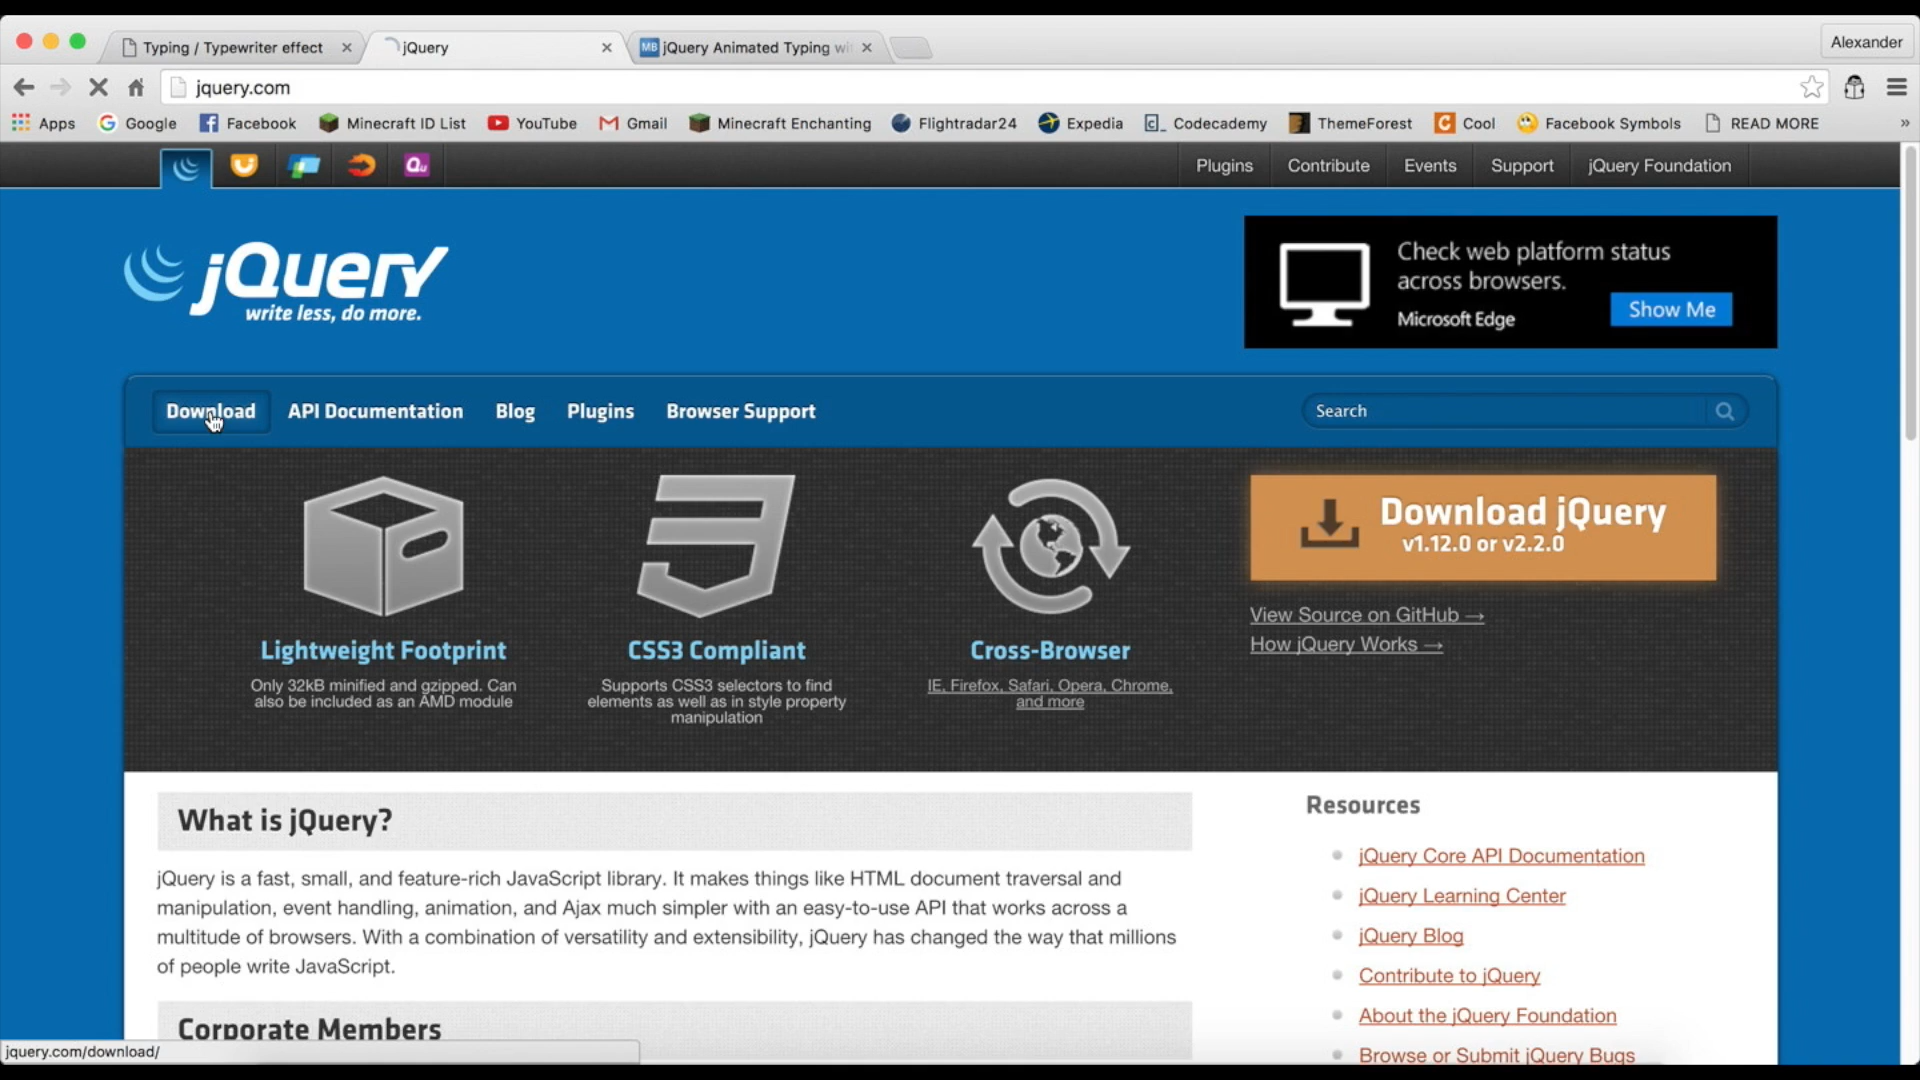 Typing / Typewriter effect
jQuery
MB jQuery Animated Typing wi
Alexander
jquery.com
Apps Google Facebook Minecraft ID List YouTube Gmail Minecraft Enchanting Flightradar24 Expedia Codecademy ThemeForest Cool Facebook Symbols READ MORE »
Qu
Plugins Contribute Events Support jQuery Foundation
jQuery
write less, do more.
Check web platform status
across browsers.
Microsoft Edge
Show Me
Download API Documentation Blog Plugins Browser Support
Search
Download jQuery
v1.12.0 or v2.2.0
View Source on GitHub →
How jQuery Works →
Lightweight Footprint
Only 32kB minified and gzipped. Can
also be included as an AMD module
CSS3 Compliant
Supports CSS3 selectors to find
elements as well as in style property
manipulation
Cross-Browser
IE, Firefox, Safari, Opera, Chrome,
and more
What is jQuery?
jQuery is a fast, small, and feature-rich JavaScript library. It makes things like HTML document traversal and
manipulation, event handling, animation, and Ajax much simpler with an easy-to-use API that works across a
multitude of browsers. With a combination of versatility and extensibility, jQuery has changed the way that millions
of people write JavaScript.
Corporate Members
Resources
jQuery Core API Documentation
jQuery Learning Center
jQuery Blog
Contribute to jQuery
About the jQuery Foundation
Browse or Submit jQuery Bugs
jquery.com/download/